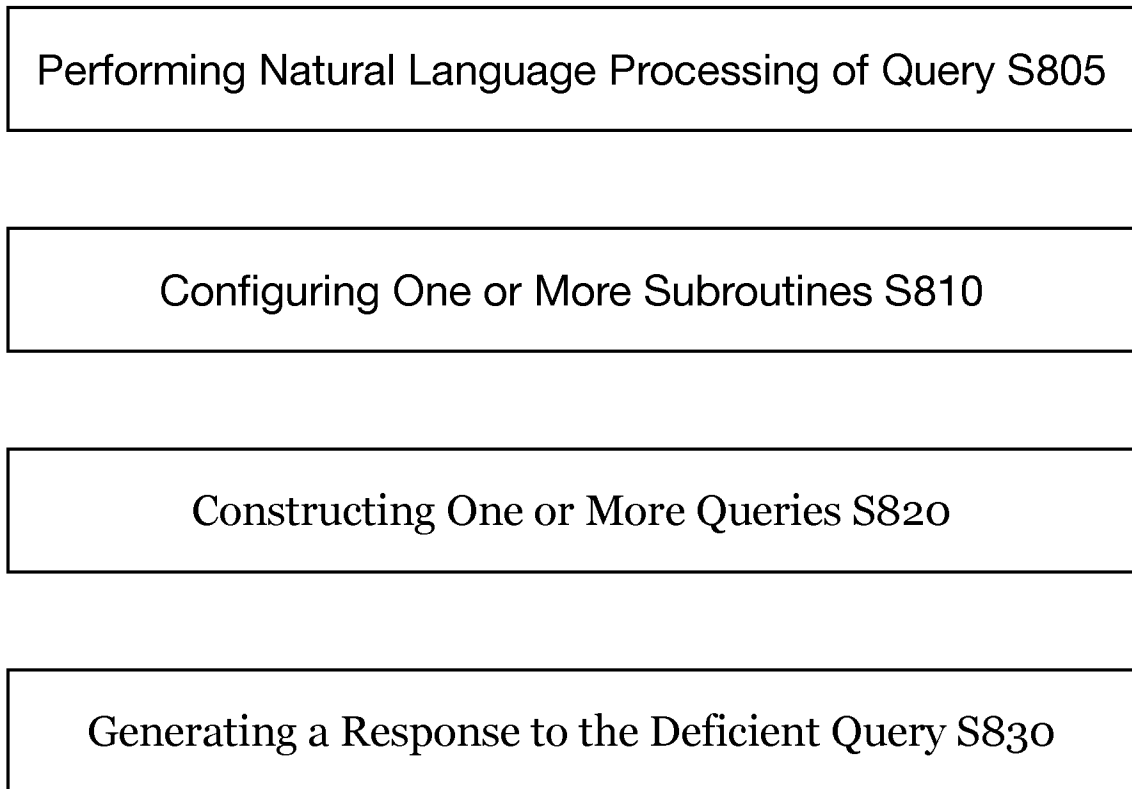 Performing Natural Language Processing of Query S805
Configuring One or More Subroutines S810
Constructing One or More Queries S820
Generating a Response to the Deficient Query S830